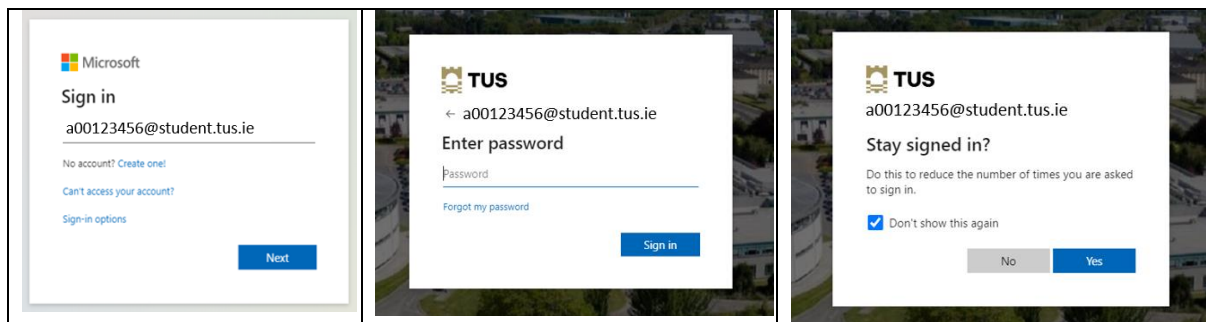 Microsoft
Sign in
a00123456@student.tus.ie
No account? Create one!
Can't access your account?
Sign-in options
Next
TUS
← a00123456@student.tus.ie
Enter password
Password
Forgot my password
Sign in
TUS
a00123456@student.tus.ie
Stay signed in?
Do this to reduce the number of times you are asked
to sign in.
Don't show this again
No Yes